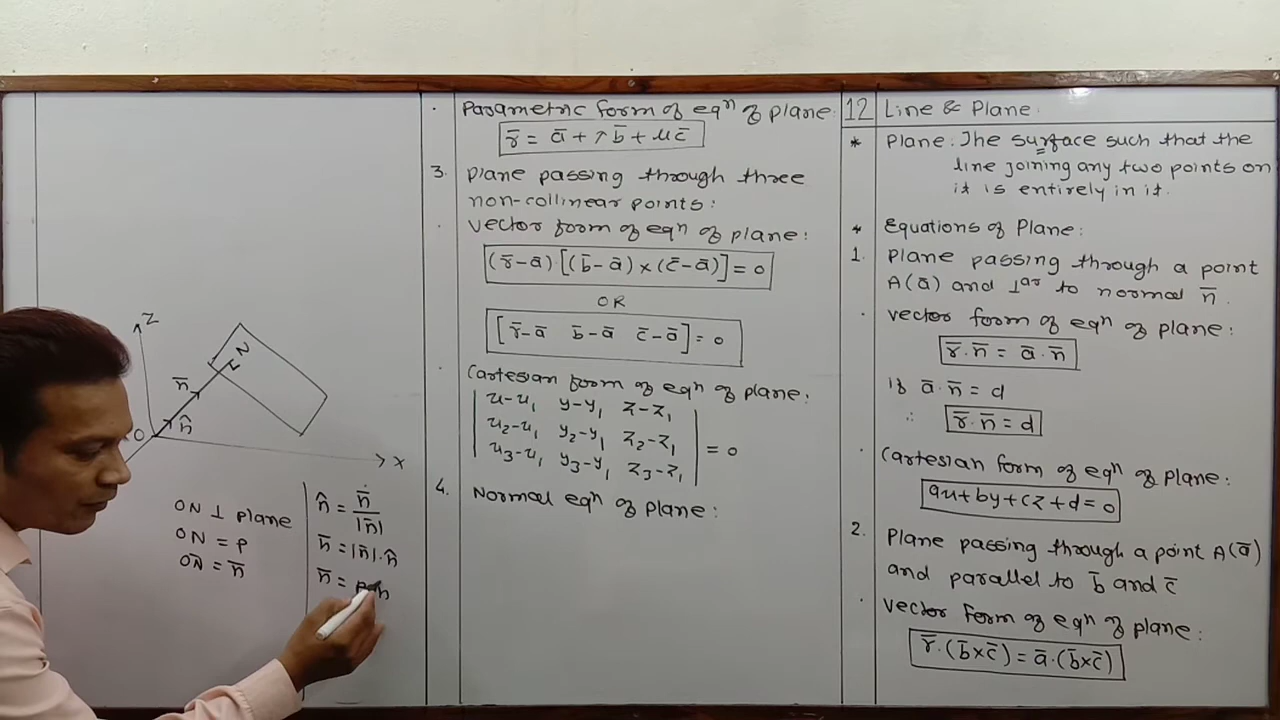 12 Line & Plane:
* Plane: The surface such that the
line joining any two points on
it is entirely in it.
* Equations of Plane:
1. Plane passing through a point
A(ā) and ⊥ar to normal n̄.
· Vector form of eqn of plane:
r̄.n̄ = ā.n̄
if ā.n̄ = d
∴ r̄.n̄ = d
· Cartesian form of eqn of plane:
ax+by+cz+d=0
2. Plane passing through a point A(ā)
and parallel to b̄ and c̄
· Vector form of eqn of plane:
r̄.(b̄×c̄)=ā.(b̄×c̄)
· Parametric form of eqn of plane:
r̄ = ā+λb̄+μc̄
3. Plane passing through three
non-collinear points:
· Vector form of eqn of plane:
(r̄-ā).[(b̄-ā)×(c̄-ā)]=0
OR
[r̄-ā b̄-ā c̄-ā]=0
· Cartesian form of eqn of plane:
|x-x₁ y-y₁ z-z₁|
|x₂-x₁ y₂-y₁ z₂-z₁| = 0
|x₃-x₁ y₃-y₁ z₃-z₁|
4. Normal eqn of plane:
Z
N
n̄
n̂
O
X
ON ⊥ plane
ON = P
ON̄ = n̄
n̂ = n̄/|n̄|
n̄ = |n̄|.n̂
n̄ =